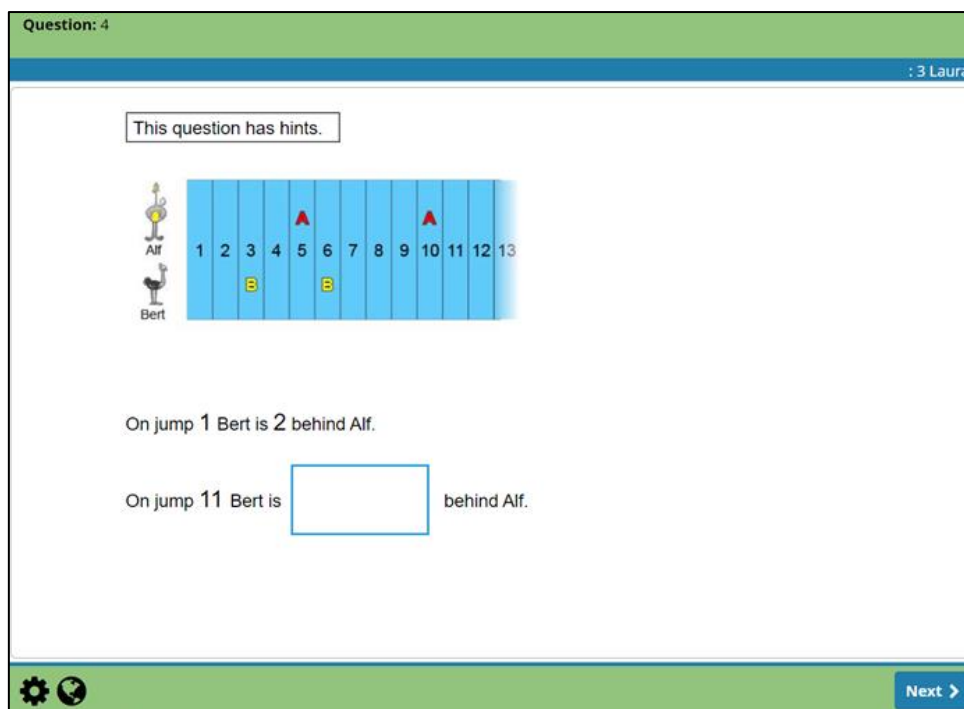 Question: 4
: 3 Laura
This question has hints.
A A
Alf
1 2 3 4 5 6 7 8 9 10 11 12 13
B B
Bert
On jump 1 Bert is 2 behind Alf.
On jump 11 Bert is behind Alf.
Next